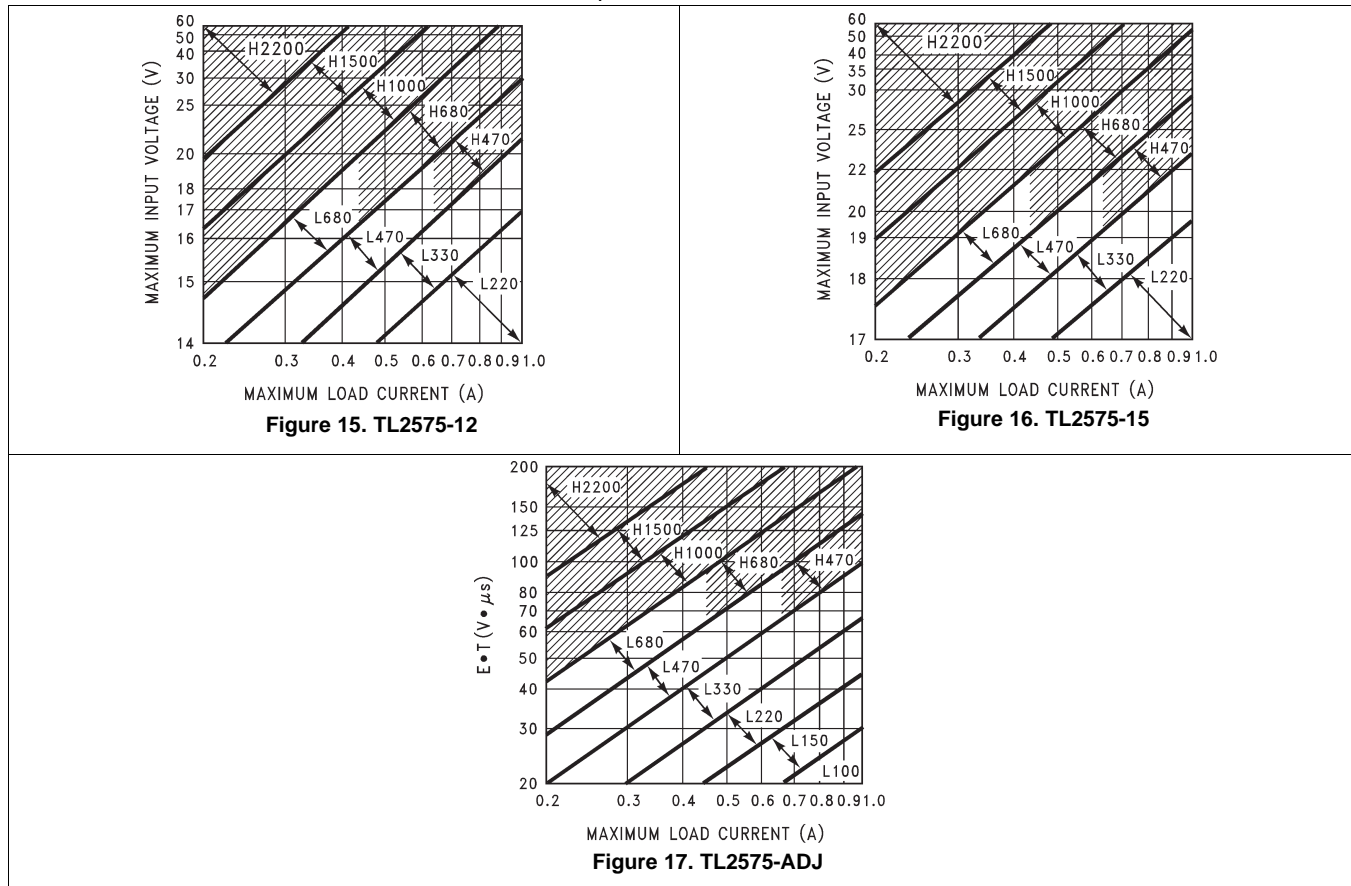 MAXIMUM INPUT VOLTAGE (V)
60
50
40
30
25
20
18
17
16
15
14
H2200
H1500
H1000
H680
H470
L680
L470
L330
L220
0.2 0.3 0.4 0.5 0.6 0.7 0.8 0.9 1.0
MAXIMUM LOAD CURRENT (A)
Figure 15. TL2575-12
MAXIMUM INPUT VOLTAGE (V)
60
50
40
35
30
25
22
20
19
18
17
H2200
H1500
H1000
H680
H470
L680
L470
L330
L220
0.2 0.3 0.4 0.5 0.6 0.7 0.8 0.9 1.0
MAXIMUM LOAD CURRENT (A)
Figure 16. TL2575-15
E•T (V•μs)
200
150
125
100
80
70
60
50
40
30
20
H2200
H1500
H1000
H680
H470
L680
L470
L330
L220
L150
L100
0.2 0.3 0.4 0.5 0.6 0.7 0.8 0.9 1.0
MAXIMUM LOAD CURRENT (A)
Figure 17. TL2575-ADJ